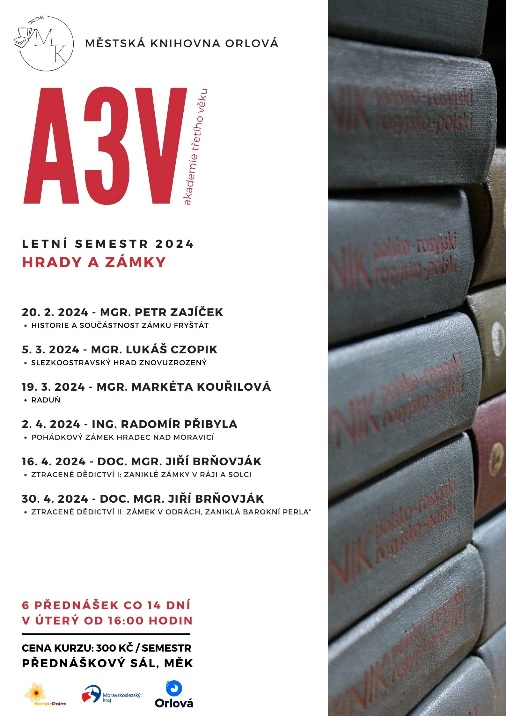 MĚSTSKÁ KNIHOVNA ORLOVÁ
MK
A3V
akademie třetího věku
LETNÍ SEMESTR 2024
HRADY A ZÁMKY
20. 2. 2024 - MGR. PETR ZAJÍČEK
• HISTORIE A SOUČÁSTNOST ZÁMKU FRYŠTÁT
5. 3. 2024 - MGR. LUKÁŠ CZOPIK
• SLEZKOOSTRAVSKÝ HRAD ZNOVUZROZENÝ
19. 3. 2024 - MGR. MARKÉTA KOUŘILOVÁ
• RADUŇ
2. 4. 2024 - ING. RADOMÍR PŘIBYLA
• POHÁDKOVÝ ZÁMEK HRADEC NAD MORAVICÍ
16. 4. 2024 - DOC. MGR. JIŘÍ BRŇOVJÁK
• ZTRACENÉ DĚDICTVÍ I: ZANIKLÉ ZÁMKY V RÁJI A SOLCI
30. 4. 2024 - DOC. MGR. JIŘÍ BRŇOVJÁK
• ZTRACENÉ DĚDICTVÍ II: ZÁMEK V ODRÁCH, ZANIKLÁ BAROKNÍ PERLA"
6 PŘEDNÁŠEK CO 14 DNÍ
V ÚTERÝ OD 16:00 HODIN
CENA KURZU: 300 KČ / SEMESTR
PŘEDNÁŠKOVÝ SÁL, MĚK
SeniorPoint
Moravskoslezský
kraj
Orlová
NIK polsko-rosyjski
rosyjsko-polski
NIK polsko-rosyjski
rosyjsko-polski
NIK polsko-rosyjski
rosyjsko-polski
NIK polsko-rosyjski
rosyjsko-polski
polsko-rosyjski
rosyjsko-polski